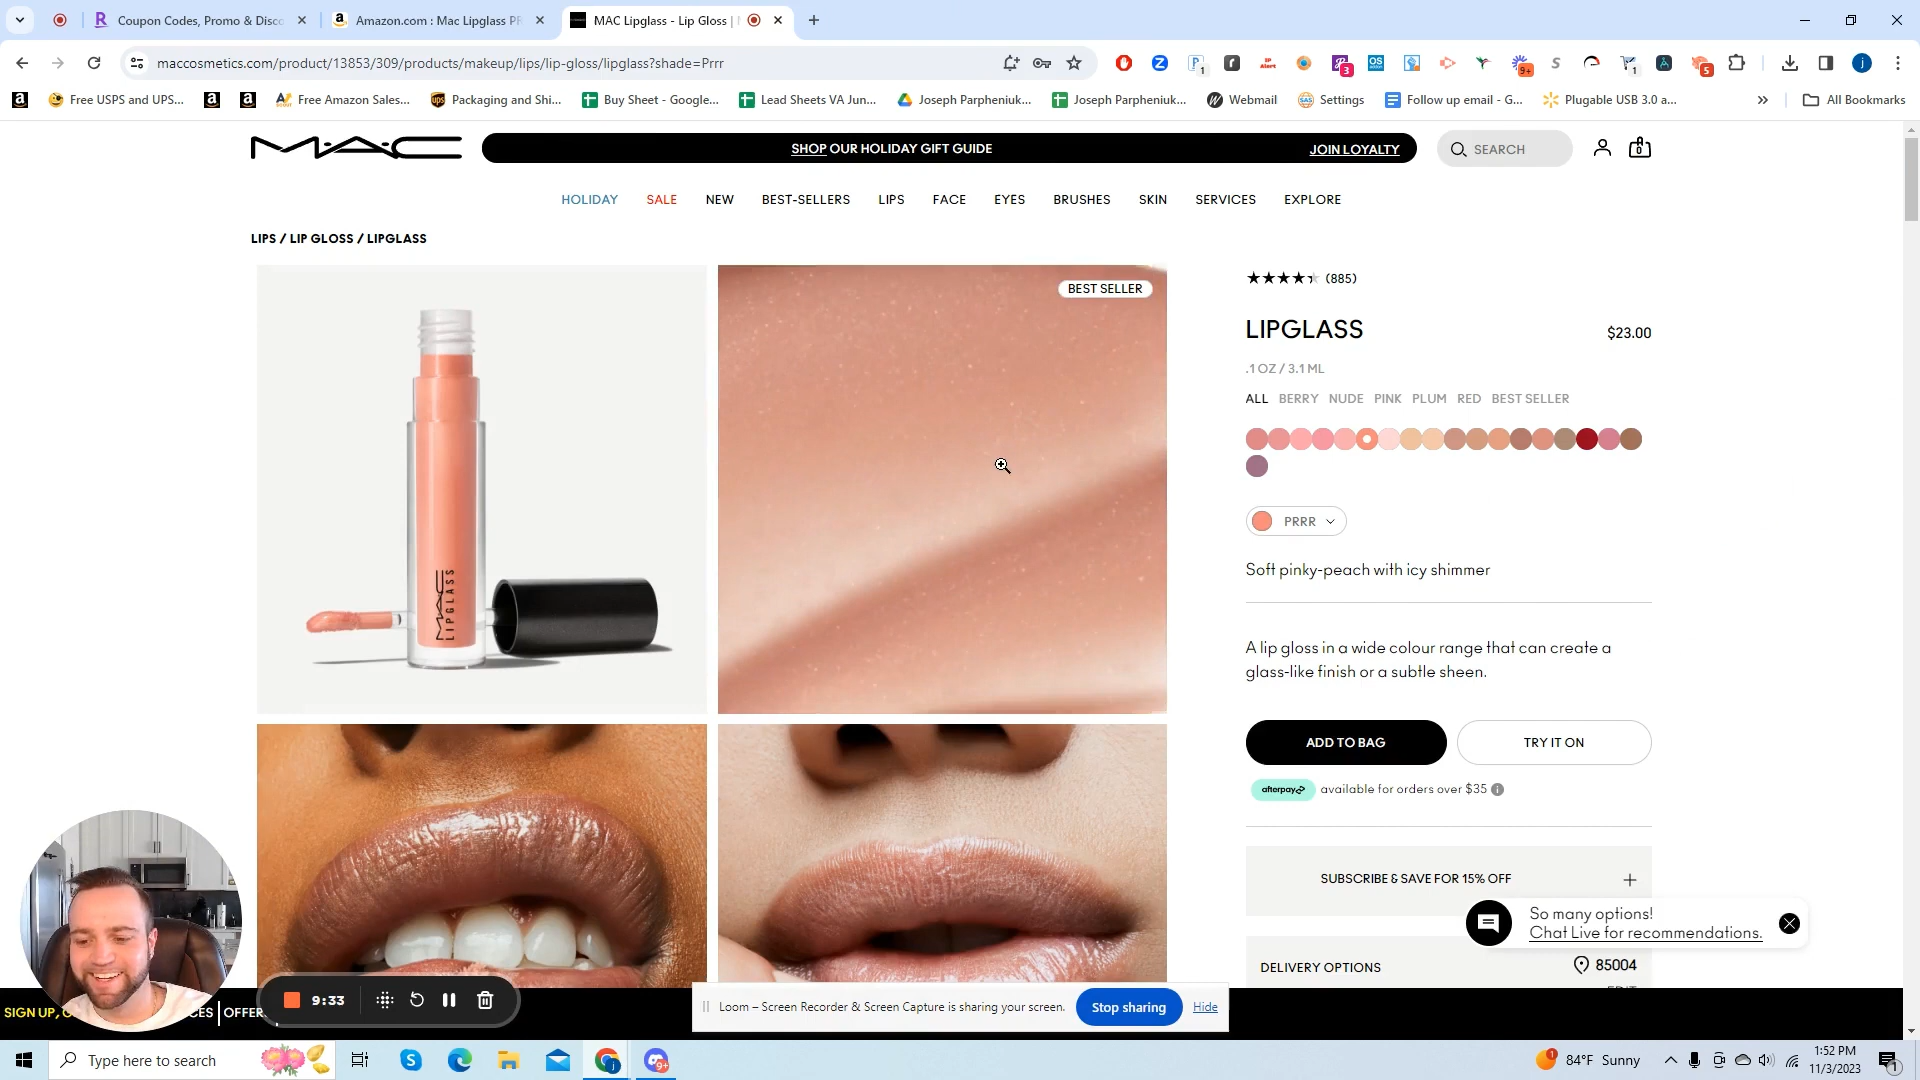 Coupon Codes, Promo & Disco
Amazon.com : Mac Lipglass PR
MAC Lipglass - Lip Gloss |
maccosmetics.com/product/13853/309/products/makeup/lips/lip-gloss/lipglass?shade=Prrr
Free USPS and UPS...
Free Amazon Sales...
Packaging and Shi...
Buy Sheet - Google...
Lead Sheets VA Jun...
Joseph Parpheniuk...
Joseph Parpheniuk...
Webmail
Settings
Follow up email - G...
Plugable USB 3.0 a...
All Bookmarks
MAC
SHOP OUR HOLIDAY GIFT GUIDE
JOIN LOYALTY
SEARCH
0
HOLIDAY SALE NEW BEST-SELLERS LIPS FACE EYES BRUSHES SKIN SERVICES EXPLORE
LIPS / LIP GLOSS / LIPGLASS
BEST SELLER
MAC
LIPGLASS
(885)
LIPGLASS
$23.00
.1 OZ / 3.1 ML
ALL BERRY NUDE PINK PLUM RED BEST SELLER
PRRR
Soft pinky-peach with icy shimmer
A lip gloss in a wide colour range that can create a
glass-like finish or a subtle sheen.
ADD TO BAG
TRY IT ON
afterpay
available for orders over $35
SUBSCRIBE & SAVE FOR 15% OFF
So many options!
Chat Live for recommendations.
DELIVERY OPTIONS
85004
EDIT
9:33
SIGN UP,
CES
OFFER
Loom – Screen Recorder & Screen Capture is sharing your screen.
Stop sharing
Hide
Type here to search
84°F Sunny
1:52 PM
11/3/2023